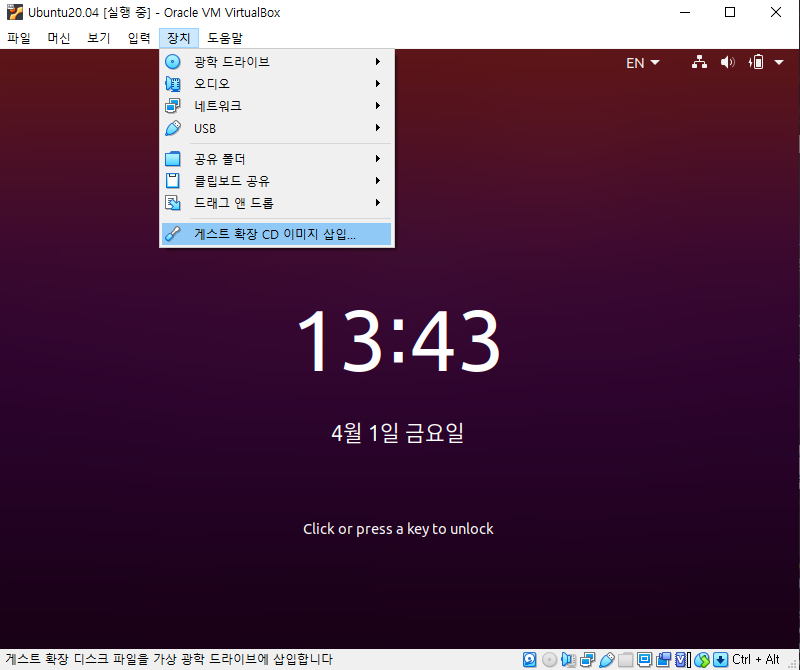 Ubuntu20.04 [실행 중] - Oracle VM VirtualBox
파일 머신 보기 입력 장치 도움말
EN
광학 드라이브
오디오
네트워크
USB
공유 폴더
클립보드 공유
드래그 앤 드롭
게스트 확장 CD 이미지 삽입...
13:43
4월 1일 금요일
Click or press a key to unlock
게스트 확장 디스크 파일을 가상 광학 드라이브에 삽입합니다
Ctrl + Alt